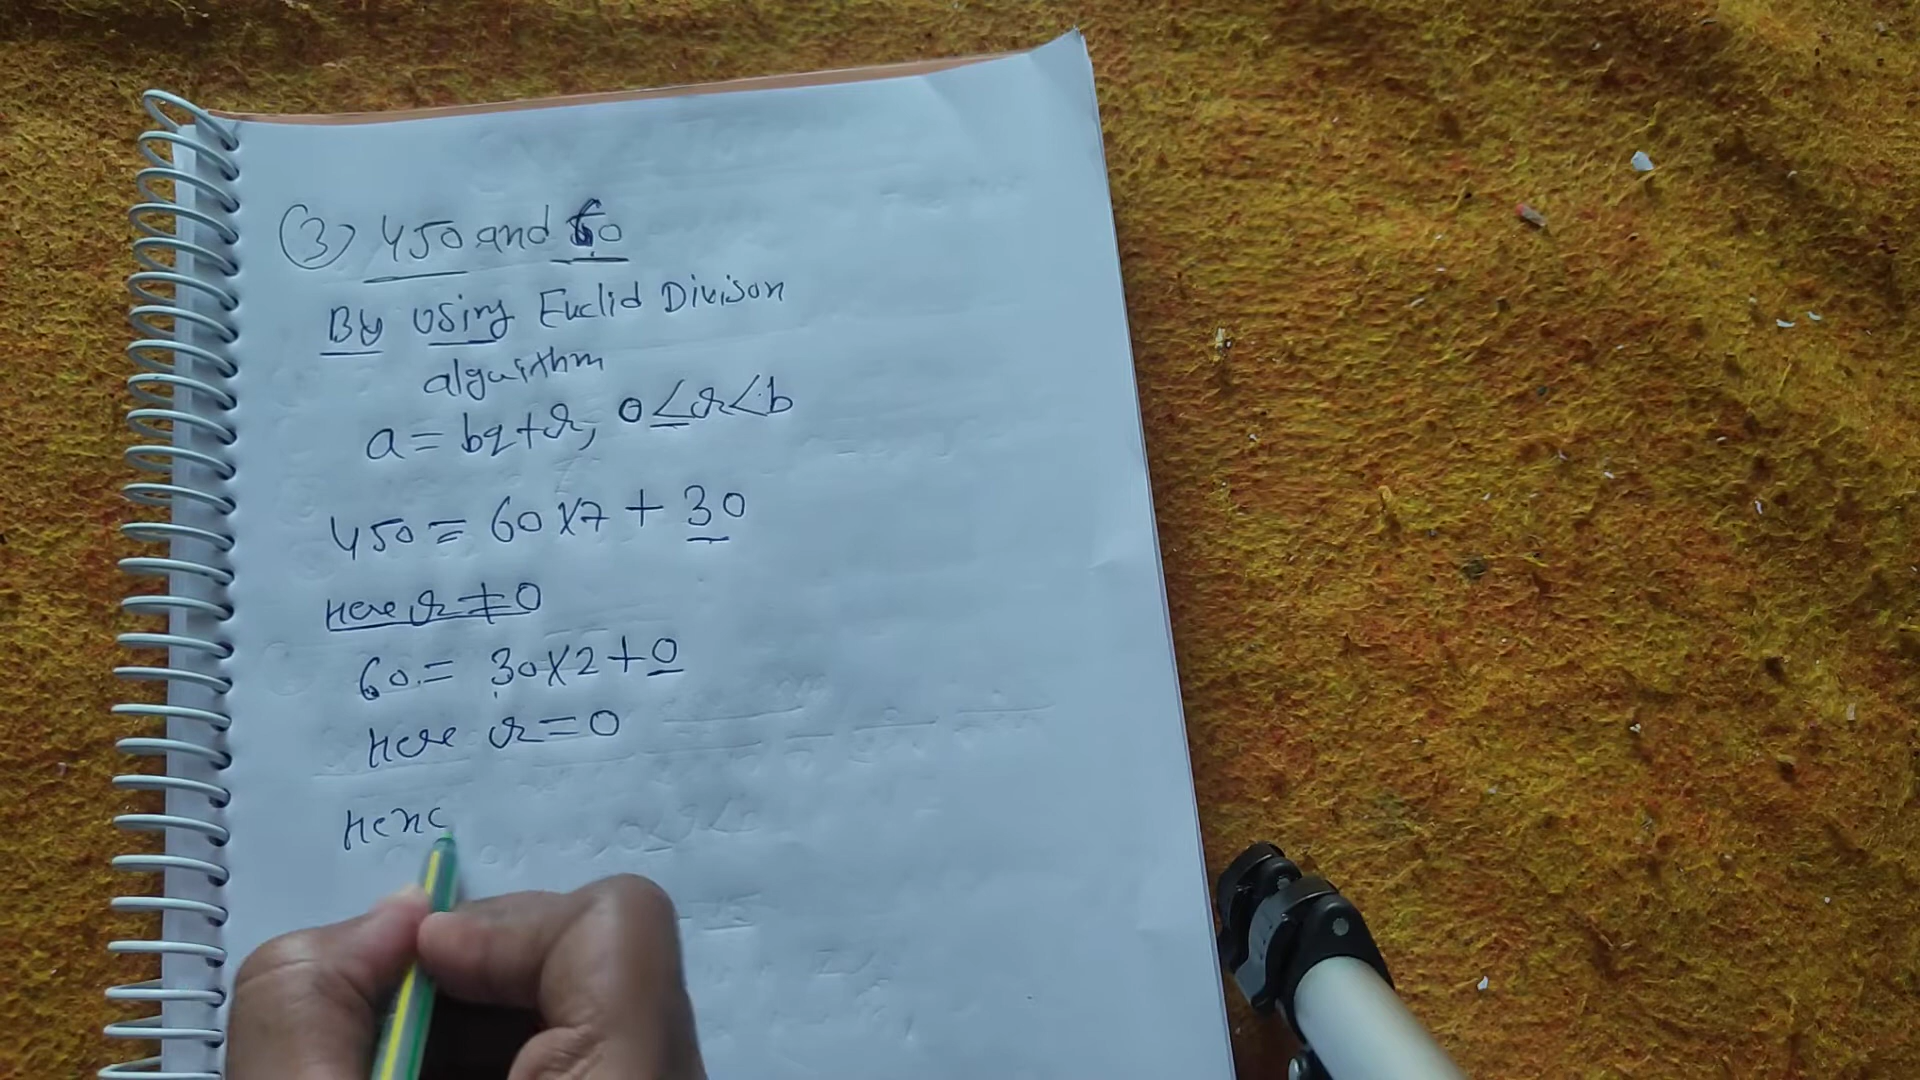 (3) 450 and 60
By using Euclid Divison
algorithm
a = bq + r, 0 ≤ r < b
450 = 60 x 7 + 30
Here r ≠ 0
60 = 30 x 2 + 0
Here r = 0
Henc